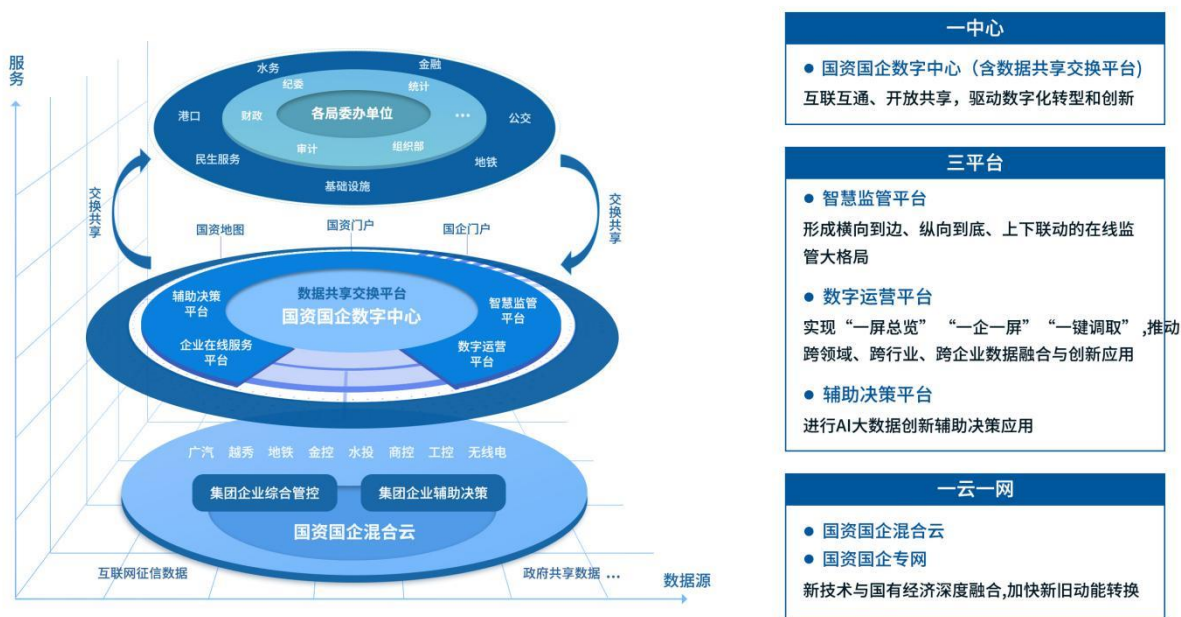 服务
水务
金融
纪委
统计
港口
财政
各局委办单位
...
公交
审计
组织部
民生服务
地铁
基础设施
交换共享
交换共享
国资地图
国资门户
国企门户
辅助决策
平台
数据共享交换平台
国资国企数字中心
智慧监管
平台
企业在线服务
平台
数字运营
平台
广汽 越秀 地铁 金控 水投 商控 工控 无线电
集团企业综合管控
集团企业辅助决策
国资国企混合云
互联网征信数据
政府共享数据 ...
数据源
一中心
● 国资国企数字中心（含数据共享交换平台)
互联互通、开放共享，驱动数字化转型和创新
三平台
● 智慧监管平台
形成横向到边、纵向到底、上下联动的在线监
管大格局
● 数字运营平台
实现“一屏总览” “一企一屏” “一键调取” ,推动
跨领域、跨行业、跨企业数据融合与创新应用
● 辅助决策平台
进行AI大数据创新辅助决策应用
一云一网
● 国资国企混合云
● 国资国企专网
新技术与国有经济深度融合,加快新旧动能转换